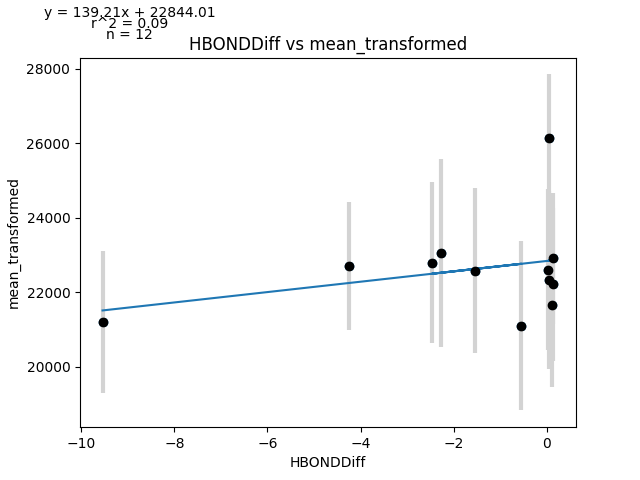 y = 139.21x + 22844.01
r^2 = 0.09
n = 12
HBONDDiff vs mean_transformed
28000
26000
24000
22000
20000
mean_transformed
−10
−8
−6
−4
−2
0
HBONDDiff